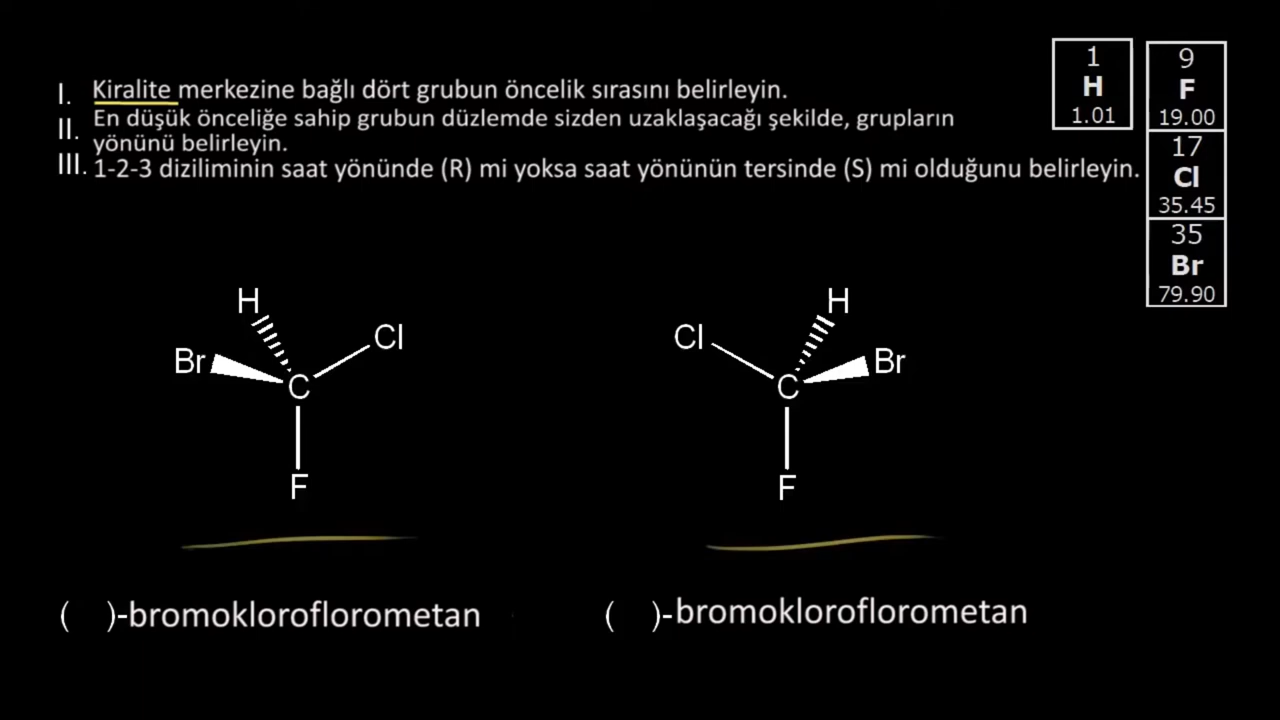 I. Kiralite merkezine bağlı dört grubun öncelik sırasını belirleyin.
II. En düşük önceliğe sahip grubun düzlemde sizden uzaklaşacağı şekilde, grupların
yönünü belirleyin.
III. 1-2-3 diziliminin saat yönünde (R) mi yoksa saat yönünün tersinde (S) mi olduğunu belirleyin.
1
H
1.01
9
F
19.00
17
Cl
35.45
35
Br
79.90
H
Cl
Br
C
F
H
Cl
Br
C
F
( )-bromokloroflorometan
( )-bromokloroflorometan